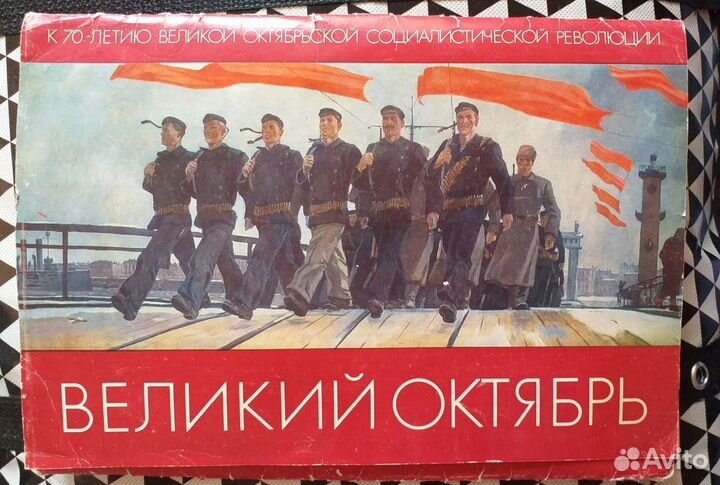 К 70-ЛЕТИЮ ВЕЛИКОЙ ОКТЯБРЬСКОЙ СОЦИАЛИСТИЧЕСКОЙ РЕВОЛЮЦИИ
ВЕЛИКИЙ ОКТЯБРЬ
Avito